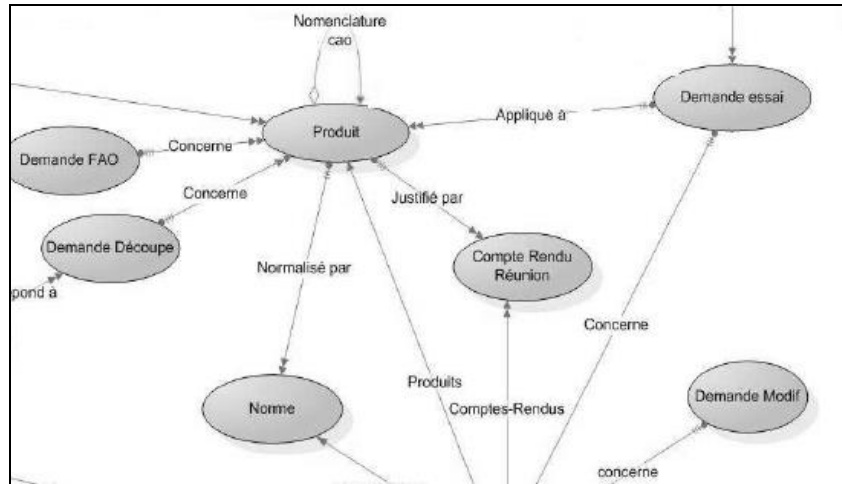 Nomenclature
cao
Demande essai
Appliqué à
Produit
Concerne
Demande FAO
Concerne
Justifié par
Demande Découpe
Compte Rendu
Réunion
Normalisé par
pond à
Concerne
Produits
Demande Modif
Norme
Comptes-Rendus
concerne